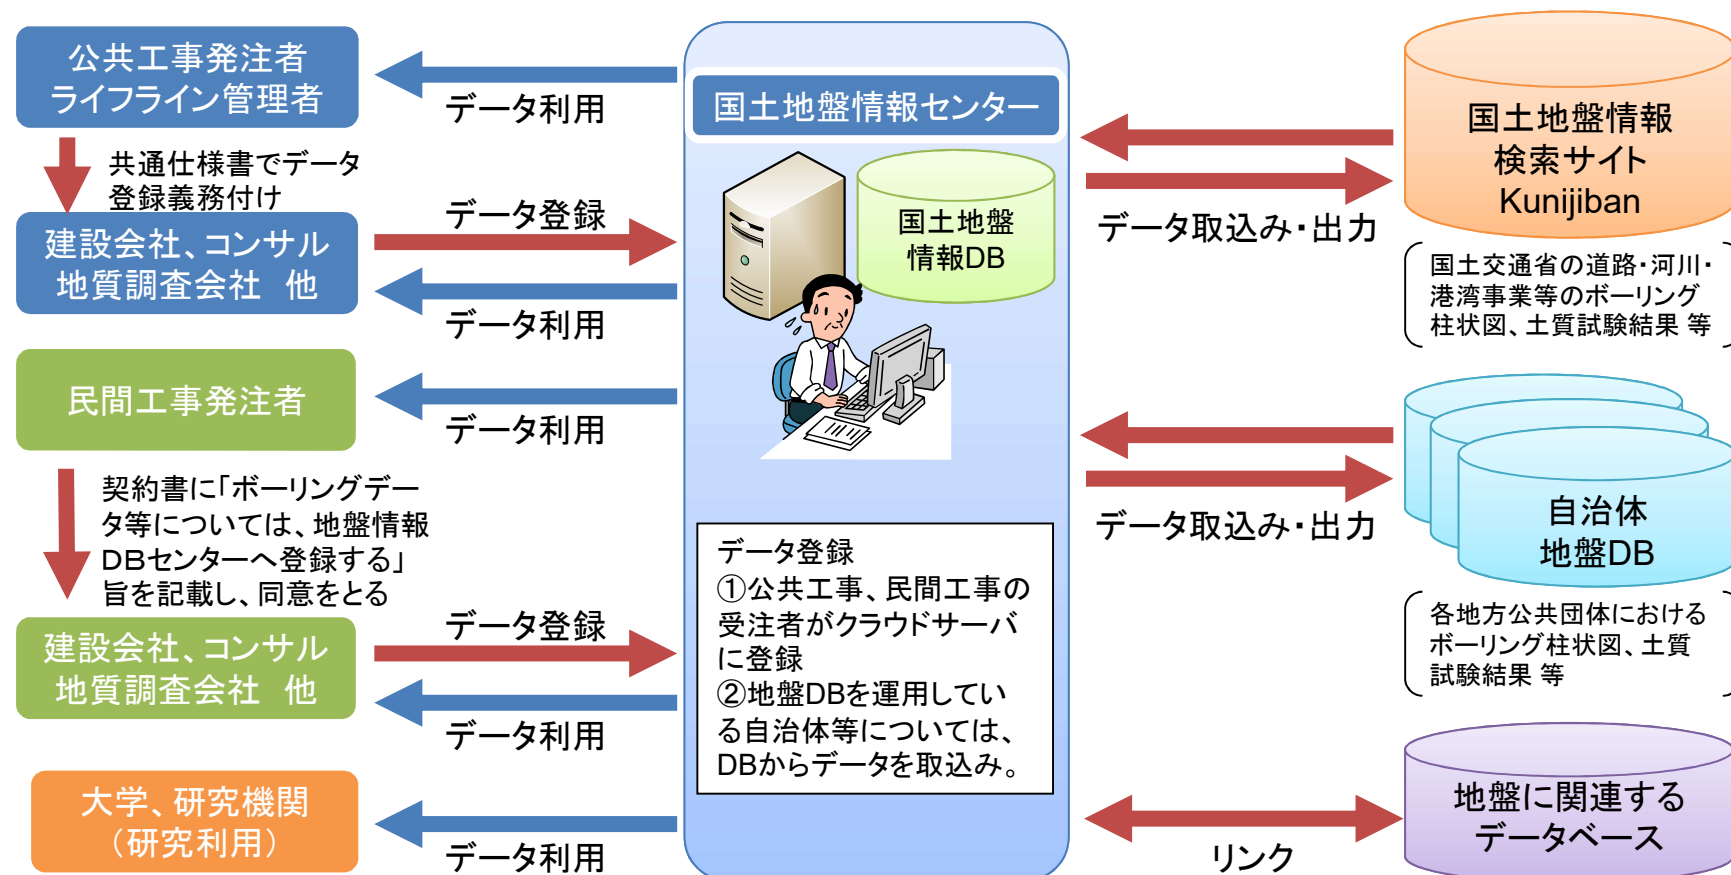 公共工事発注者
ライフライン管理者
データ利用
共通仕様書でデータ
登録義務付け
建設会社、コンサル
地質調査会社 他
データ登録
データ利用
民間工事発注者
データ利用
契約書に「ボーリングデー
タ等については、地盤情報
DBセンターへ登録する」
旨を記載し、同意をとる
建設会社、コンサル
地質調査会社 他
データ登録
データ利用
大学、研究機関
（研究利用）
データ利用
国土地盤情報センター
国土地盤
情報DB
データ登録
①公共工事、民間工事の
受注者がクラウドサーバ
に登録
②地盤DBを運用してい
る自治体等については、
DBからデータを取込み。
データ取込み・出力
国土地盤情報
検索サイト
Kunijiban
国土交通省の道路・河川・
港湾事業等のボーリング
柱状図、土質試験結果 等
データ取込み・出力
自治体
地盤DB
各地方公共団体における
ボーリング柱状図、土質
試験結果 等
リンク
地盤に関連する
データベース